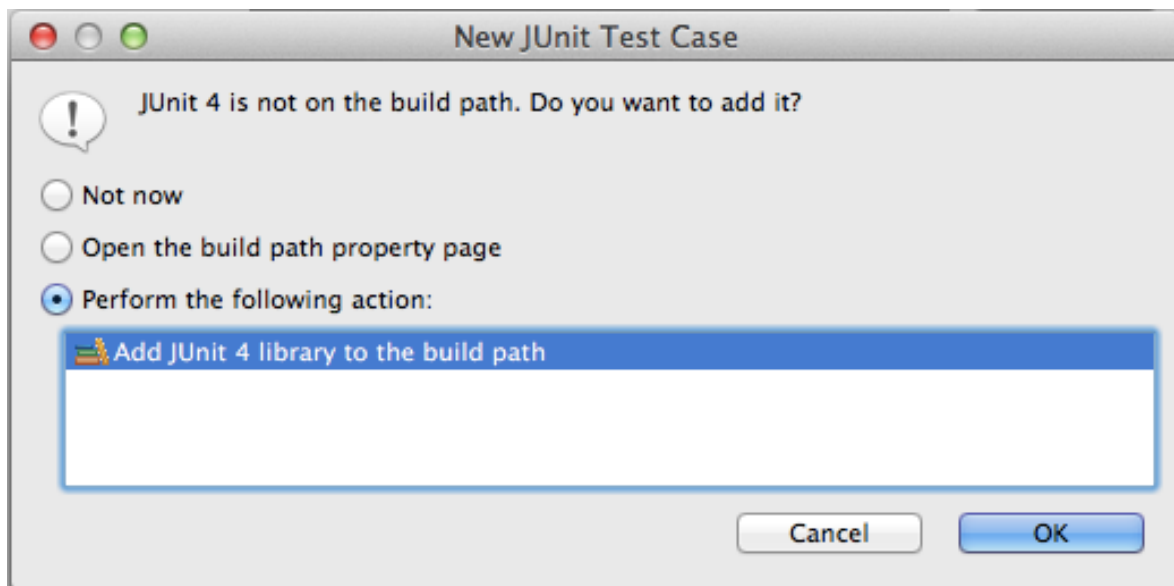 New JUnit Test Case
JUnit 4 is not on the build path. Do you want to add it?
Not now
Open the build path property page
Perform the following action:
Add JUnit 4 library to the build path
Cancel
OK